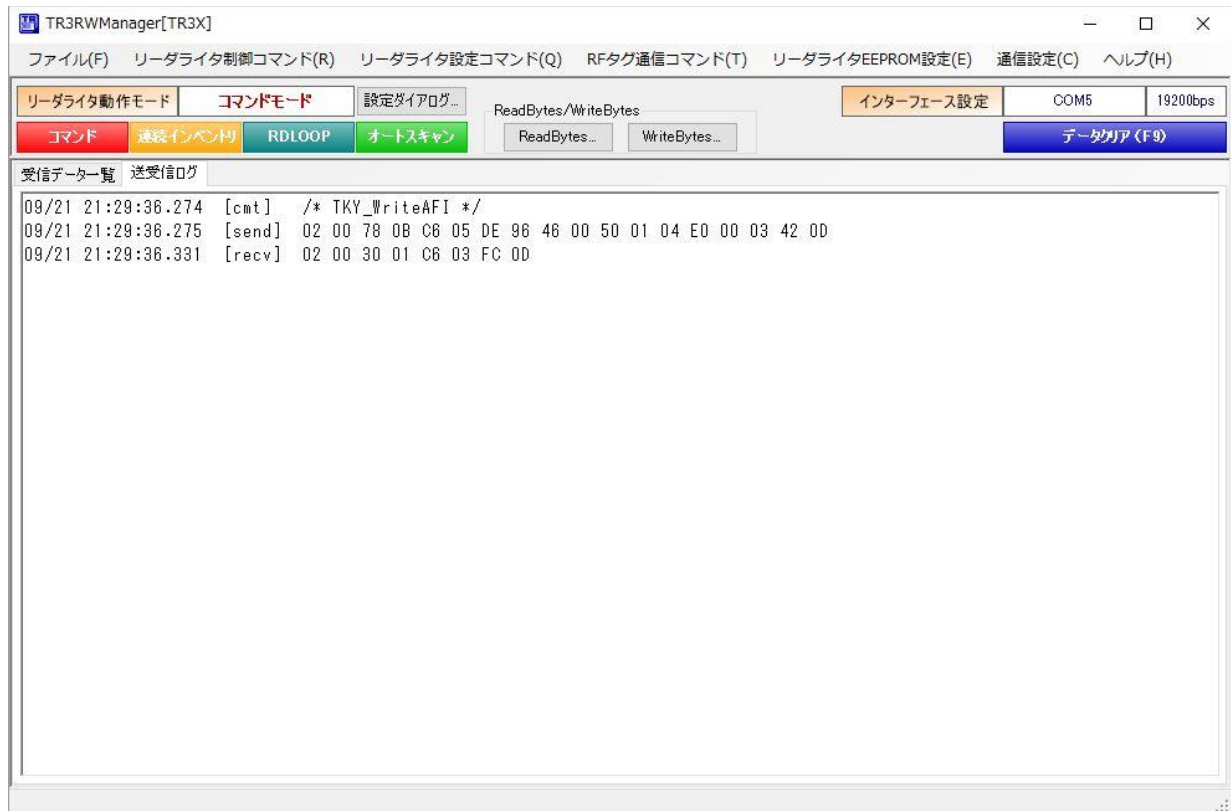 TR3RWManager[TR3X]
ファイル(F) リーダライタ制御コマンド(R) リーダライタ設定コマンド(Q) RFタグ通信コマンド(T) リーダライタEEPROM設定(E) 通信設定(C) ヘルプ(H)
リーダライタ動作モード コマンドモード 設定ダイアログ... ReadBytes/WriteBytes インターフェース設定 COM5 19200bps
コマンド 連続インベントリ RDLOOP オートスキャン ReadBytes... WriteBytes... データクリア(F9)
受信データ一覧 送受信ログ
09/21 21:29:36.274 [cmt] /* TKY_WriteAFI */
09/21 21:29:36.275 [send] 02 00 78 0B C6 05 DE 96 46 00 50 01 04 E0 00 03 42 0D
09/21 21:29:36.331 [recv] 02 00 30 01 C6 03 FC 0D